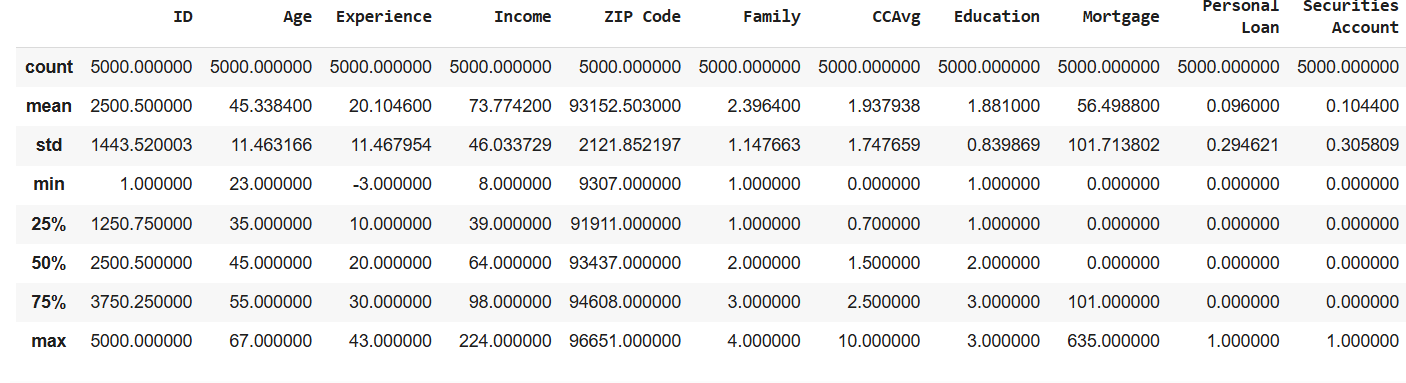 Personal Securities
ID Age Experience Income ZIP Code Family CCAvg Education Mortgage Loan Account
count 5000.000000 5000.000000 5000.000000 5000.000000 5000.000000 5000.000000 5000.000000 5000.000000 5000.000000 5000.000000 5000.000000
mean 2500.500000 45.338400 20.104600 73.774200 93152.503000 2.396400 1.937938 1.881000 56.498800 0.096000 0.104400
std 1443.520003 11.463166 11.467954 46.033729 2121.852197 1.147663 1.747659 0.839869 101.713802 0.294621 0.305809
min 1.000000 23.000000 -3.000000 8.000000 9307.000000 1.000000 0.000000 1.000000 0.000000 0.000000 0.000000
25% 1250.750000 35.000000 10.000000 39.000000 91911.000000 1.000000 0.700000 1.000000 0.000000 0.000000 0.000000
50% 2500.500000 45.000000 20.000000 64.000000 93437.000000 2.000000 1.500000 2.000000 0.000000 0.000000 0.000000
75% 3750.250000 55.000000 30.000000 98.000000 94608.000000 3.000000 2.500000 3.000000 101.000000 0.000000 0.000000
max 5000.000000 67.000000 43.000000 224.000000 96651.000000 4.000000 10.000000 3.000000 635.000000 1.000000 1.000000